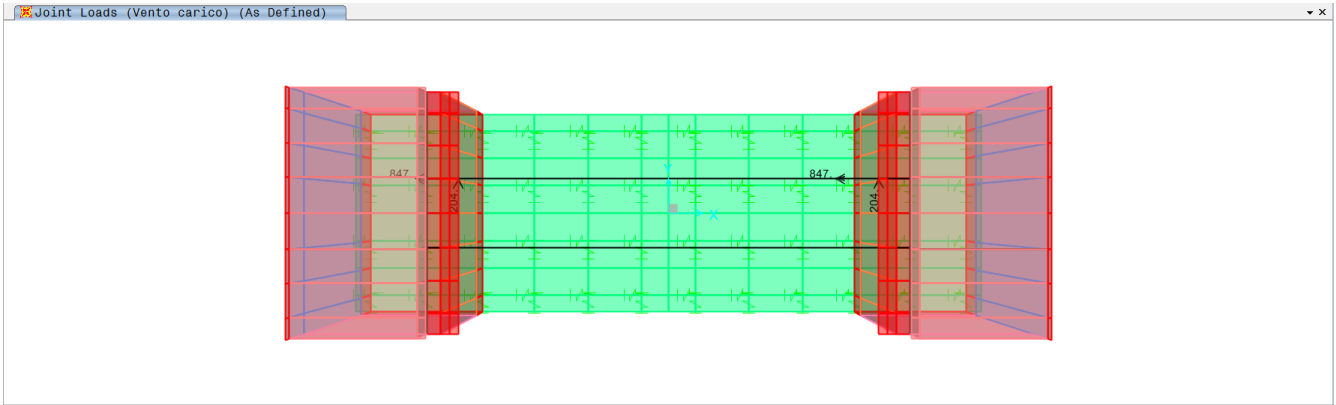 Joint Loads (Vento carico) (As Defined)
847.
847.
204.
204.
Y
X